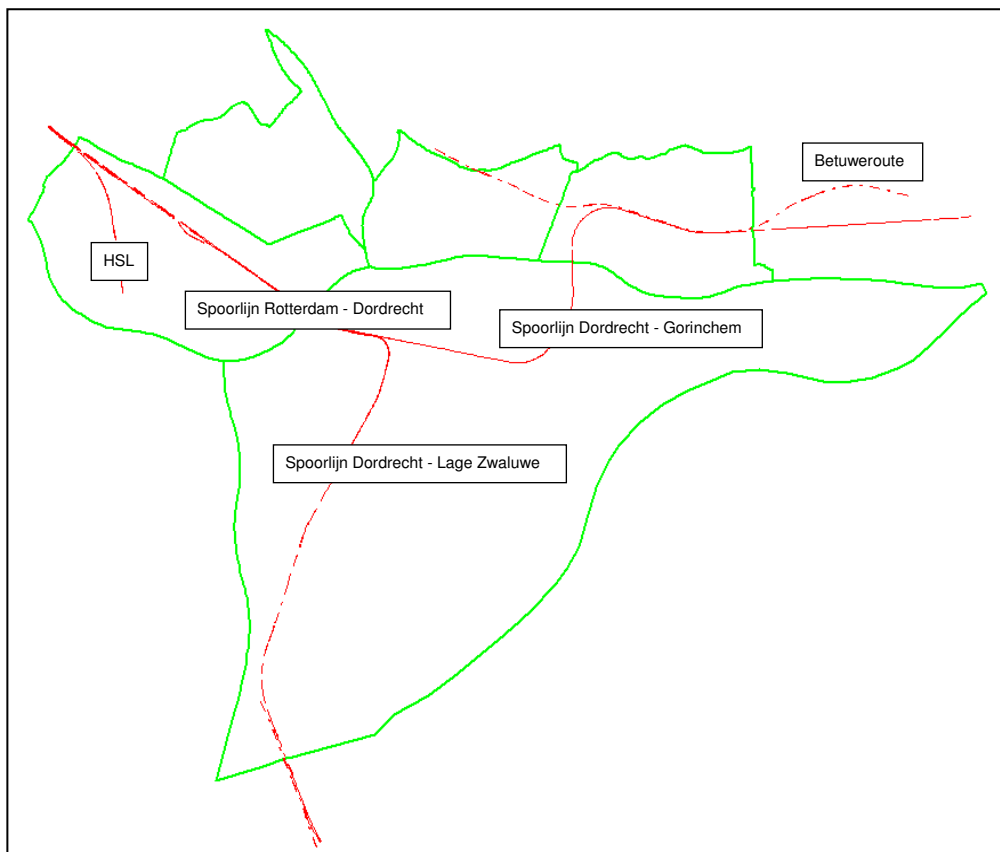 Betuweroute
HSL
Spoorlijn Rotterdam - Dordrecht
Spoorlijn Dordrecht - Gorinchem
Spoorlijn Dordrecht - Lage Zwaluwe